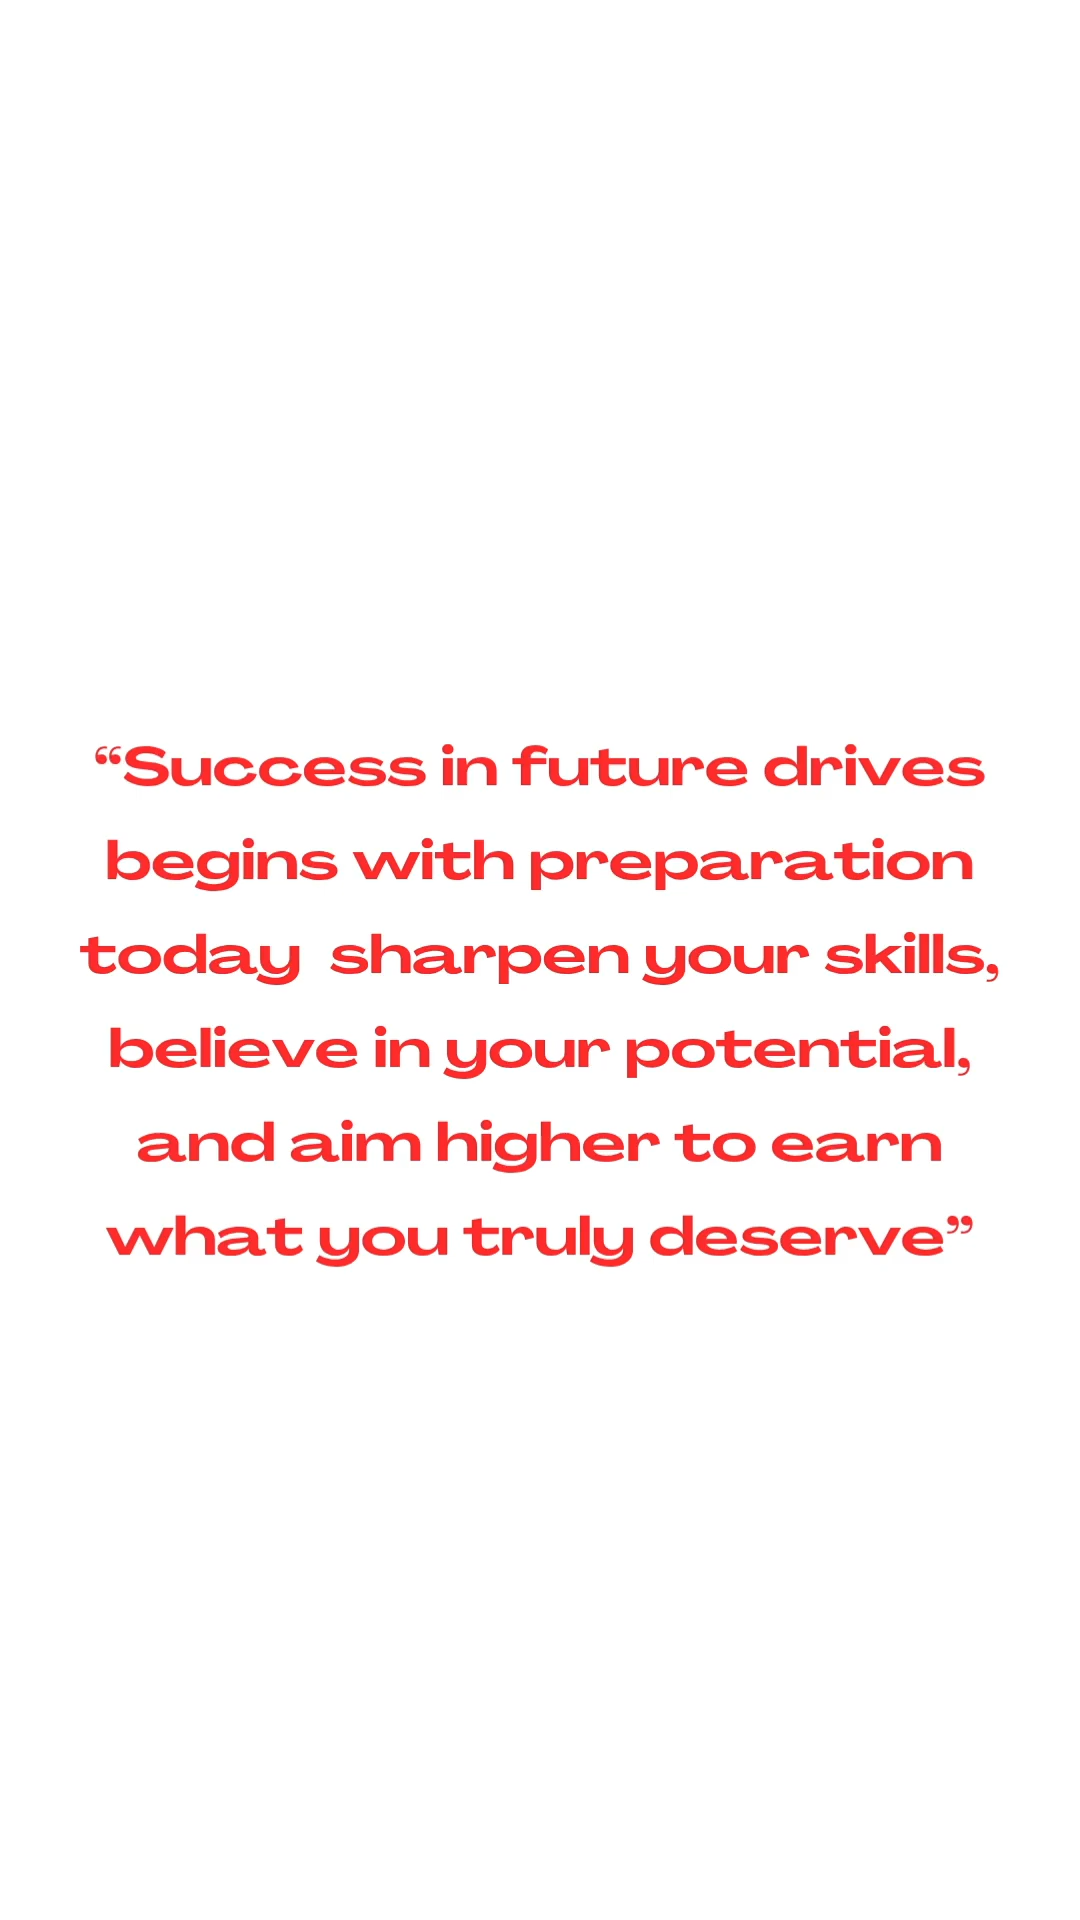 “Success in future drives
begins with preparation
today  sharpen your skills,
believe in your potential,
and aim higher to earn
what you truly deserve”